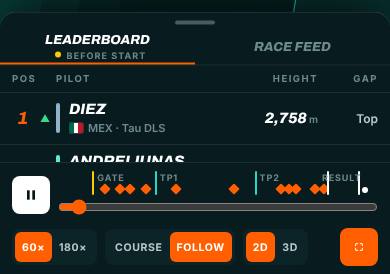 LEADERBOARD
BEFORE START
RACE FEED
POS PILOT HEIGHT GAP
1 DIEZ 2,758 m Top
MEX · Tau DLS
ANDREJUNAS
GATE TP1 TP2 RESULT
60× 180× COURSE FOLLOW 2D 3D